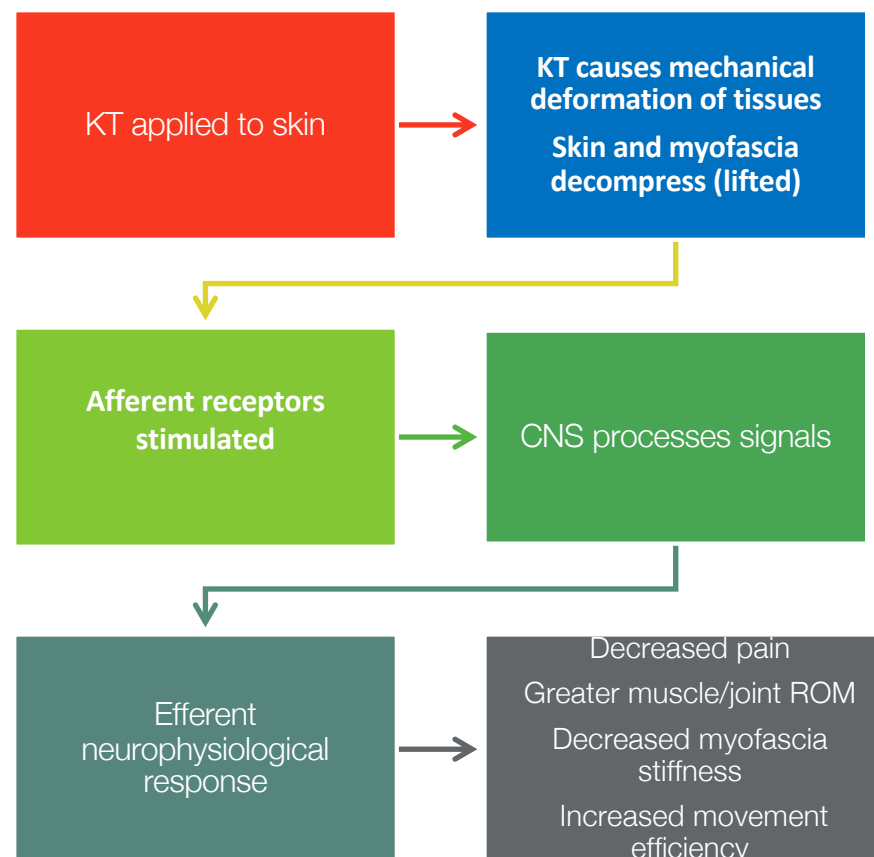 KT applied to skin
KT causes mechanical
deformation of tissues
Skin and myofascia
decompress (lifted)
Afferent receptors
stimulated
CNS processes signals
Efferent
neurophysiological
response
Decreased pain
Greater muscle/joint ROM
Decreased myofascia
stiffness
Increased movement
efficiency